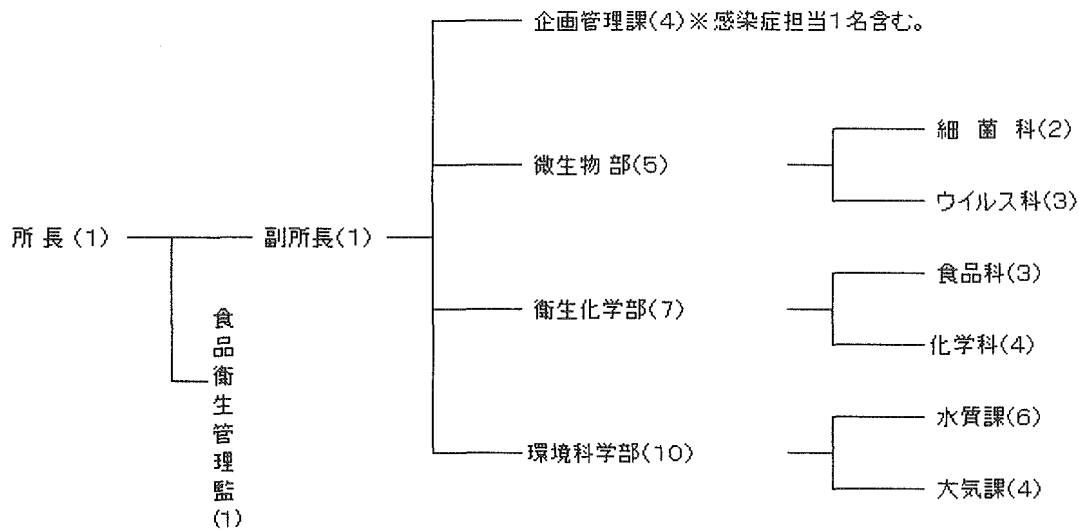 企画管理課(4)※感染症担当1名含む。
細 菌 科(2)
微生物 部(5)
ウイルス科(3)
所 長 (1)
副所長(1)
食品科(3)
衛生化学部(7)
化学科(4)
食品衛生管理監(1)
水質課(6)
環境科学部(10)
大気課(4)